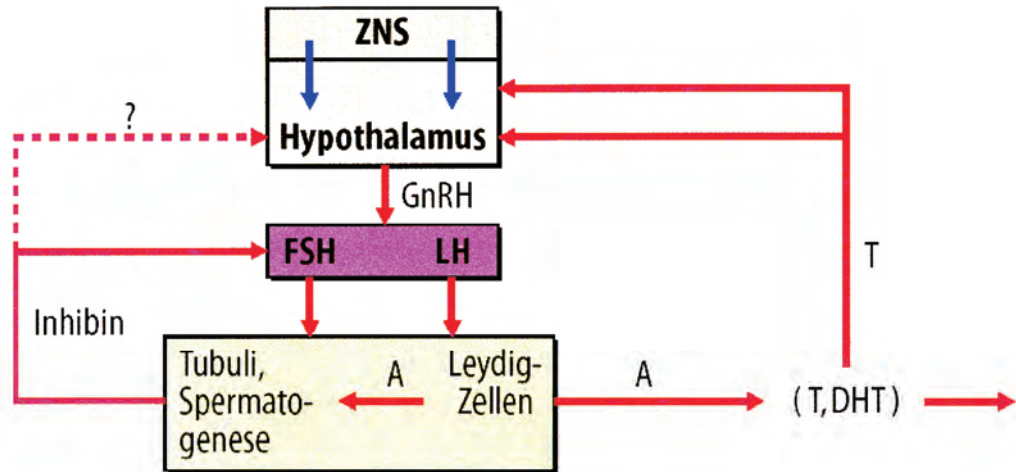 ZNS
?
Hypothalamus
GnRH
FSH LH
T
Inhibin
Tubuli,
Spermato-
genese
A
Leydig-
Zellen
A
( T,DHT )